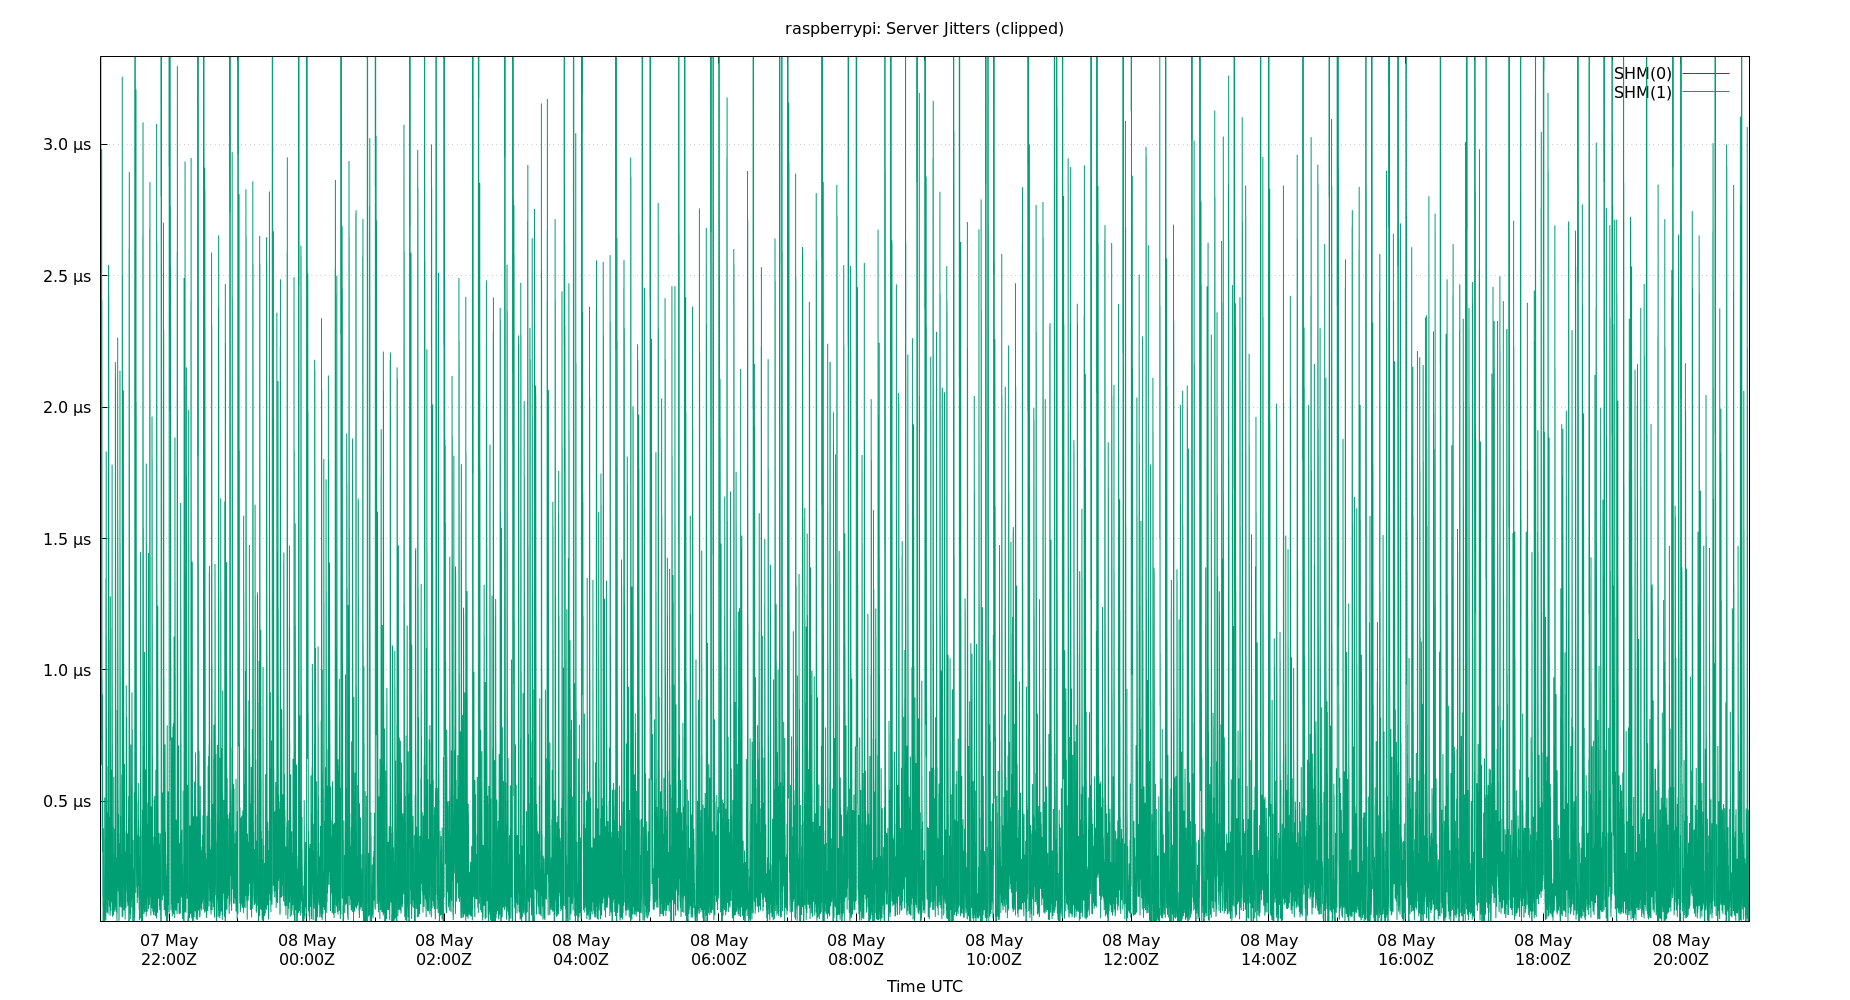 raspberrypi: Server Jitters (clipped)
SHM(0)
SHM(1)
3.0 µs
2.5 µs
2.0 µs
1.5 µs
1.0 µs
0.5 µs
07 May 08 May 08 May 08 May 08 May 08 May 08 May 08 May 08 May 08 May 08 May 08 May
22:00Z 00:00Z 02:00Z 04:00Z 06:00Z 08:00Z 10:00Z 12:00Z 14:00Z 16:00Z 18:00Z 20:00Z
Time UTC